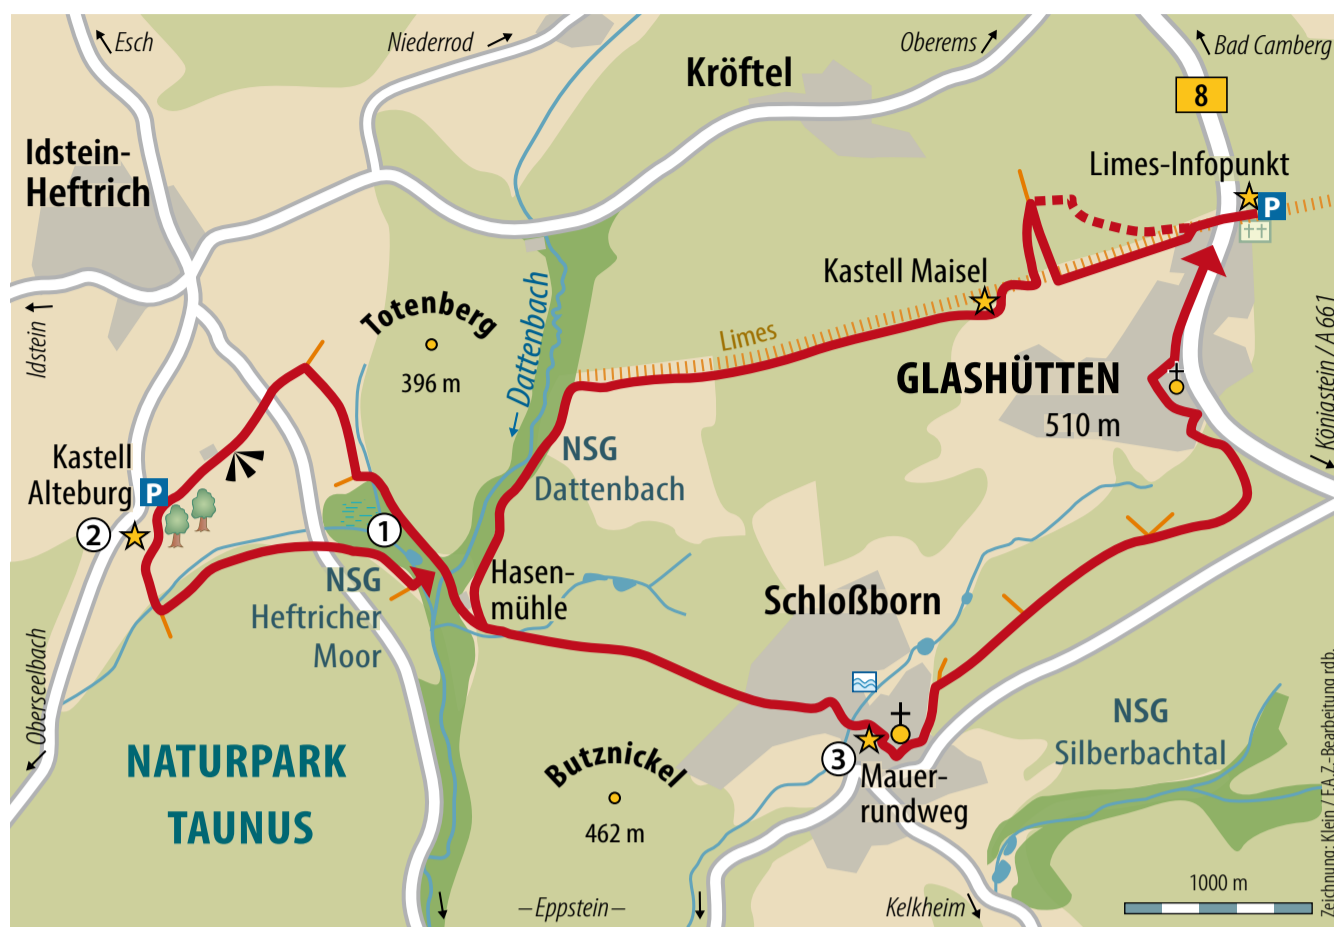 Esch
Niederrod
Oberems
Bad Camberg
Kröftel
8
Idstein-
Heftrich
Limes-Infopunkt
P
Kastell Maisel
Idstein
Totenberg
396 m
Dattenbach
Limes
Königstein / A 661
GLASHÜTTEN
510 m
Kastell
Alteburg
P
2
NSG
Dattenbach
1
Hasen-
mühle
NSG
Heftricher
Moor
Schloßborn
Oberseelbach
NATURPARK
TAUNUS
Butznickel
462 m
3
Mauer-
rundweg
NSG
Silberbachtal
–Eppstein–
Kelkheim
1000 m
Zeichnung: Klein / F.A.Z.-Bearbeitung rdb.